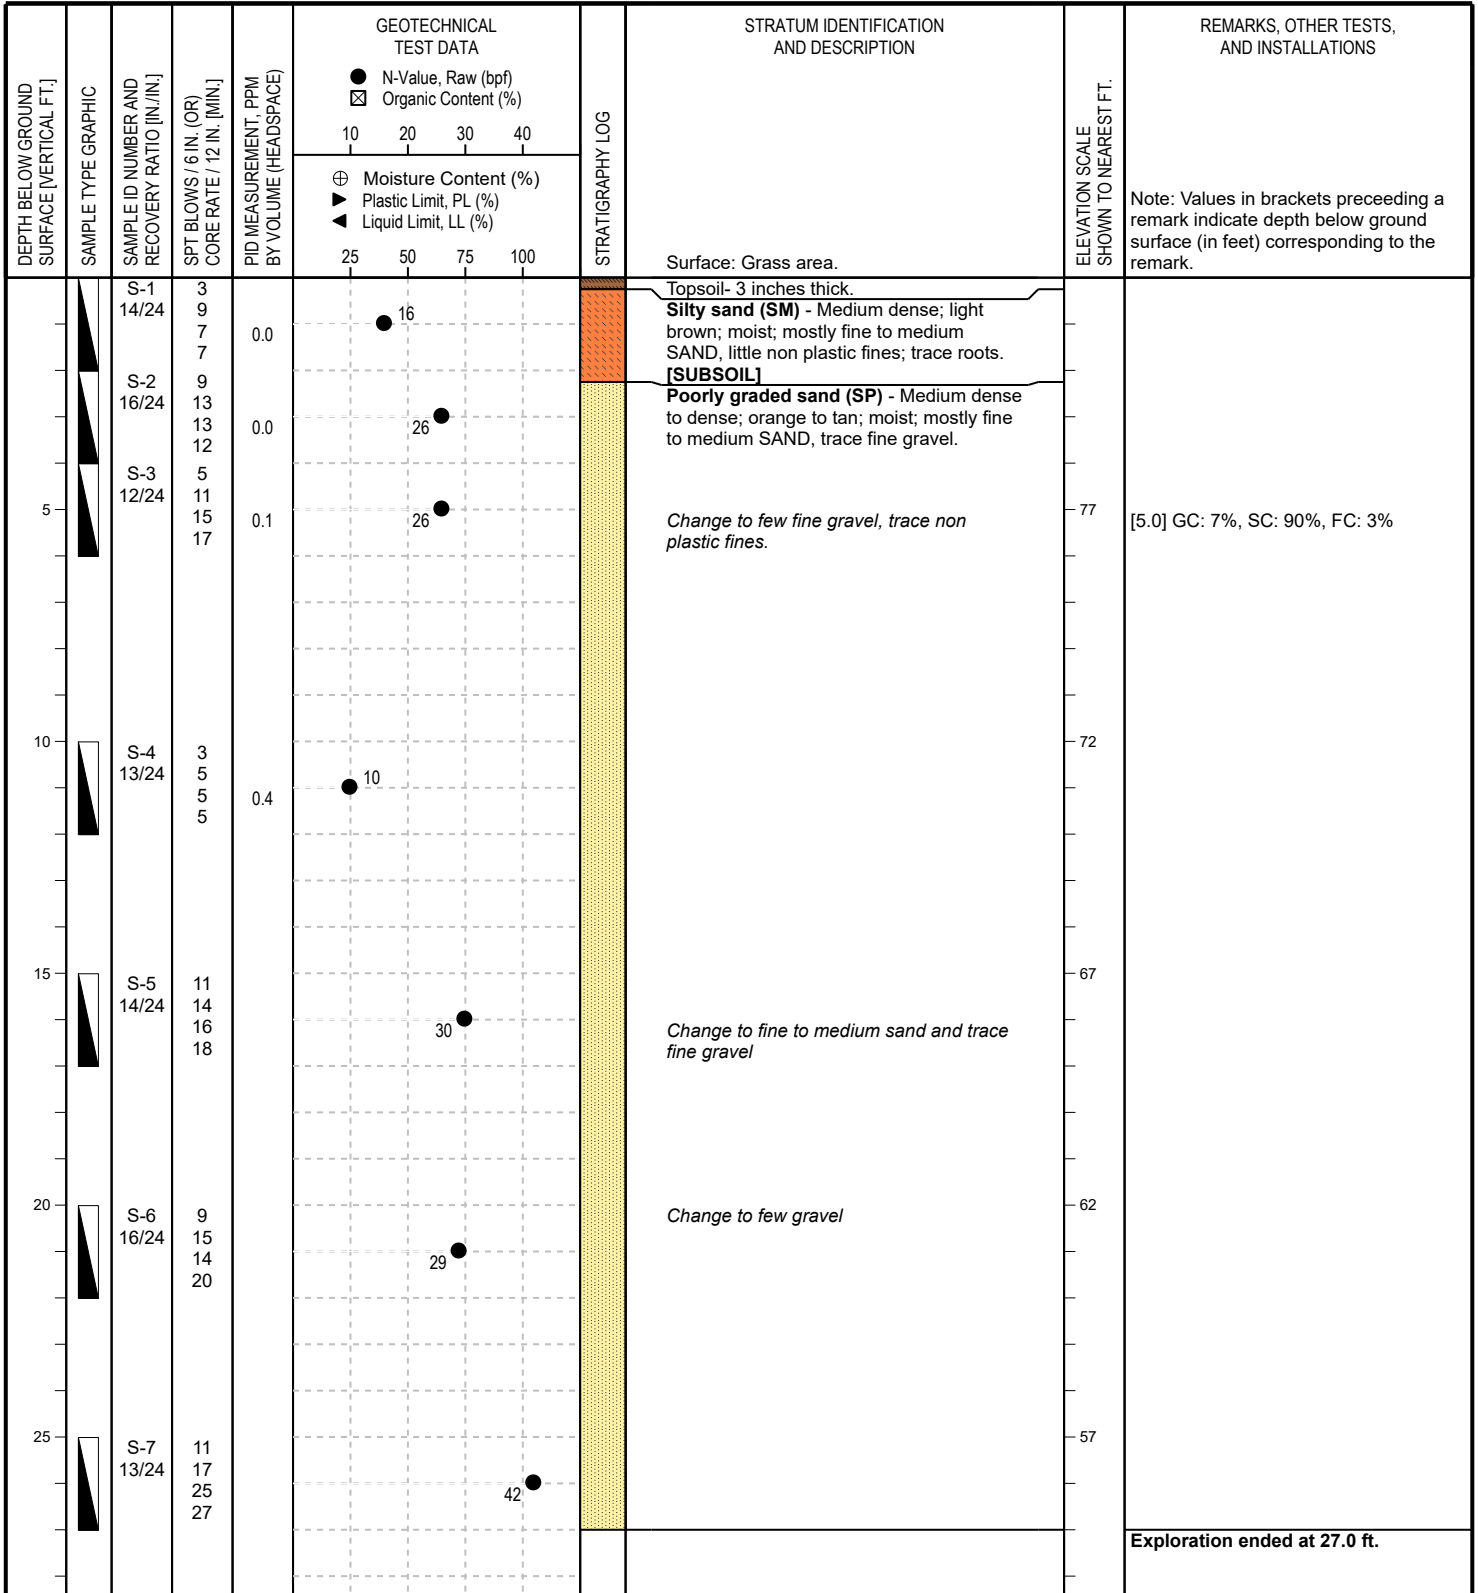 DEPTH BELOW GROUND
SURFACE [VERTICAL FT.]
SAMPLE TYPE GRAPHIC
SAMPLE ID NUMBER AND
RECOVERY RATIO [IN./IN.]
SPT BLOWS / 6 IN. (OR)
CORE RATE / 12 IN. [MIN.]
PID MEASUREMENT, PPM
BY VOLUME (HEADSPACE)
GEOTECHNICAL
TEST DATA
N-Value, Raw (bpf)
Organic Content (%)
10 20 30 40
Moisture Content (%)
Plastic Limit, PL (%)
Liquid Limit, LL (%)
25 50 75 100
STRATIGRAPHY LOG
STRATUM IDENTIFICATION
AND DESCRIPTION
Surface: Grass area.
ELEVATION SCALE
SHOWN TO NEAREST FT.
REMARKS, OTHER TESTS,
AND INSTALLATIONS
Note: Values in brackets preceeding a
remark indicate depth below ground
surface (in feet) corresponding to the
remark.
S-1
14/24
3
9
7
7
0.0
16
Topsoil- 3 inches thick.
Silty sand (SM) - Medium dense; light
brown; moist; mostly fine to medium
SAND, little non plastic fines; trace roots.
[SUBSOIL]
S-2
16/24
9
13
13
12
0.0
26
Poorly graded sand (SP) - Medium dense
to dense; orange to tan; moist; mostly fine
to medium SAND, trace fine gravel.
5
S-3
12/24
5
11
15
17
0.1
26
Change to few fine gravel, trace non
plastic fines.
77
[5.0] GC: 7%, SC: 90%, FC: 3%
10
S-4
13/24
3
5
5
5
0.4
10
72
15
S-5
14/24
11
14
16
18
30
Change to fine to medium sand and trace
fine gravel
67
20
S-6
16/24
9
15
14
20
29
Change to few gravel
62
25
S-7
13/24
11
17
25
27
42
57
Exploration ended at 27.0 ft.